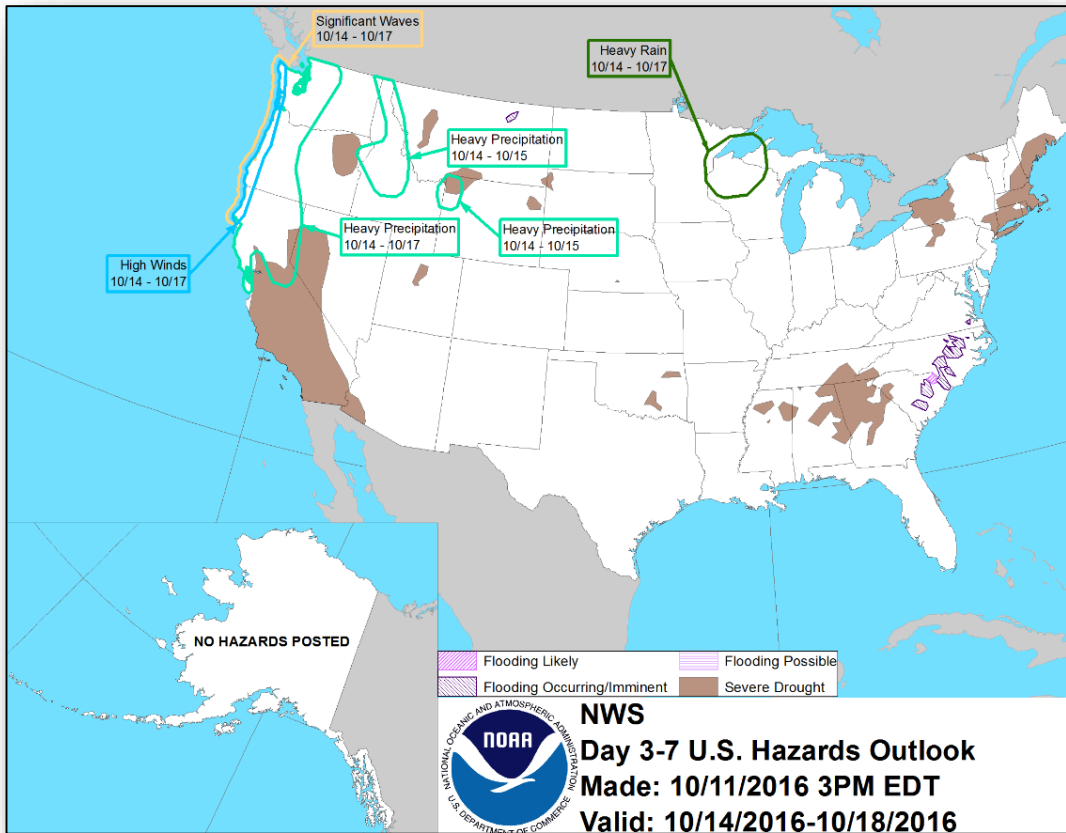 Significant Waves
10/14 - 10/17
Heavy Rain
10/14 - 10/17
Heavy Precipitation
10/14 - 10/15
Heavy Precipitation
10/14 - 10/17
Heavy Precipitation
10/14 - 10/15
High Winds
10/14 - 10/17
NO HAZARDS POSTED
Flooding Likely
Flooding Possible
Flooding Occurring/Imminent
Severe Drought
NATIONAL OCEANIC AND ATMOSPHERIC ADMINISTRATION
NOAA
U.S. DEPARTMENT OF COMMERCE
NWS
Day 3-7 U.S. Hazards Outlook
Made: 10/11/2016 3PM EDT
Valid: 10/14/2016-10/18/2016